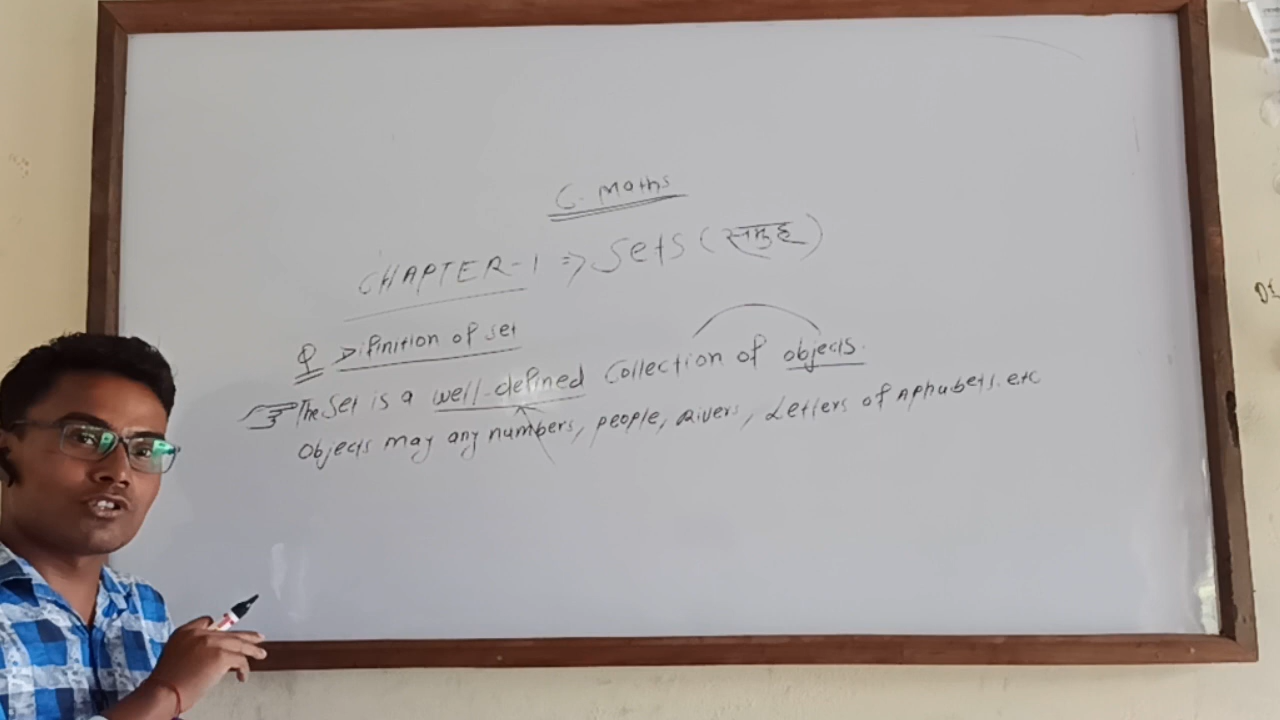 C. Maths
CHAPTER-1 => Sets (समुह)
Q Difinition of set
The Set is a well-defined Collection of objects.
objects may any numbers, people, Rivers, Letters of Aphabets. etc